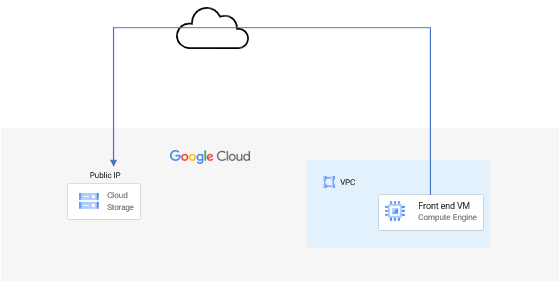 Google Cloud
Public IP
Cloud
Storage
VPC
Front end VM
Compute Engine